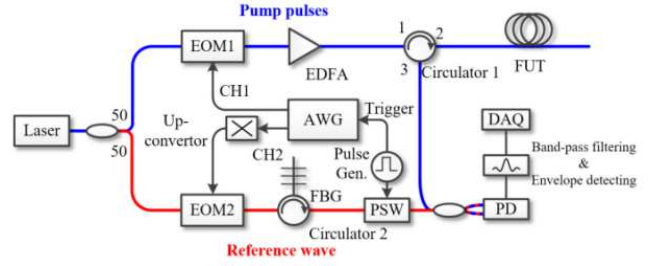 Pump pulses
EOM1
EDFA
1
2
3
Circulator 1
FUT
CH1
Laser
50
50
Up-
convertor
AWG
Trigger
CH2
Pulse
Gen.
DAQ
Band-pass filtering
&
Envelope detecting
FBG
EOM2
PSW
PD
Circulator 2
Reference wave